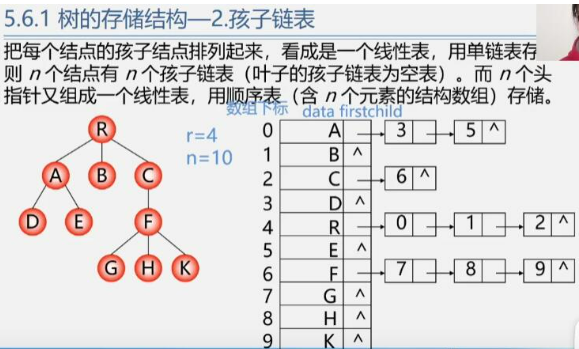 5.6.1 树的存储结构—2.孩子链表
把每个结点的孩子结点排列起来，看成是一个线性表，用单链表存
则 n 个结点有 n 个孩子链表（叶子的孩子链表为空表）。而 n 个头
指针又组成一个线性表，用顺序表（含 n 个元素的结构数组）存储。
数组下标 data firstchild
r=4
n=10
R
A B C
D E F
G H K
0 A 3 5 ^
1 B ^
2 C 6 ^
3 D ^
4 R 0 1 2 ^
5 E ^
6 F 7 8 9 ^
7 G ^
8 H ^
9 K ^